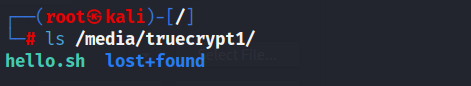 ┌──(root㉿kali)-[/]
└─# ls /media/truecrypt1/
hello.sh  lost+found